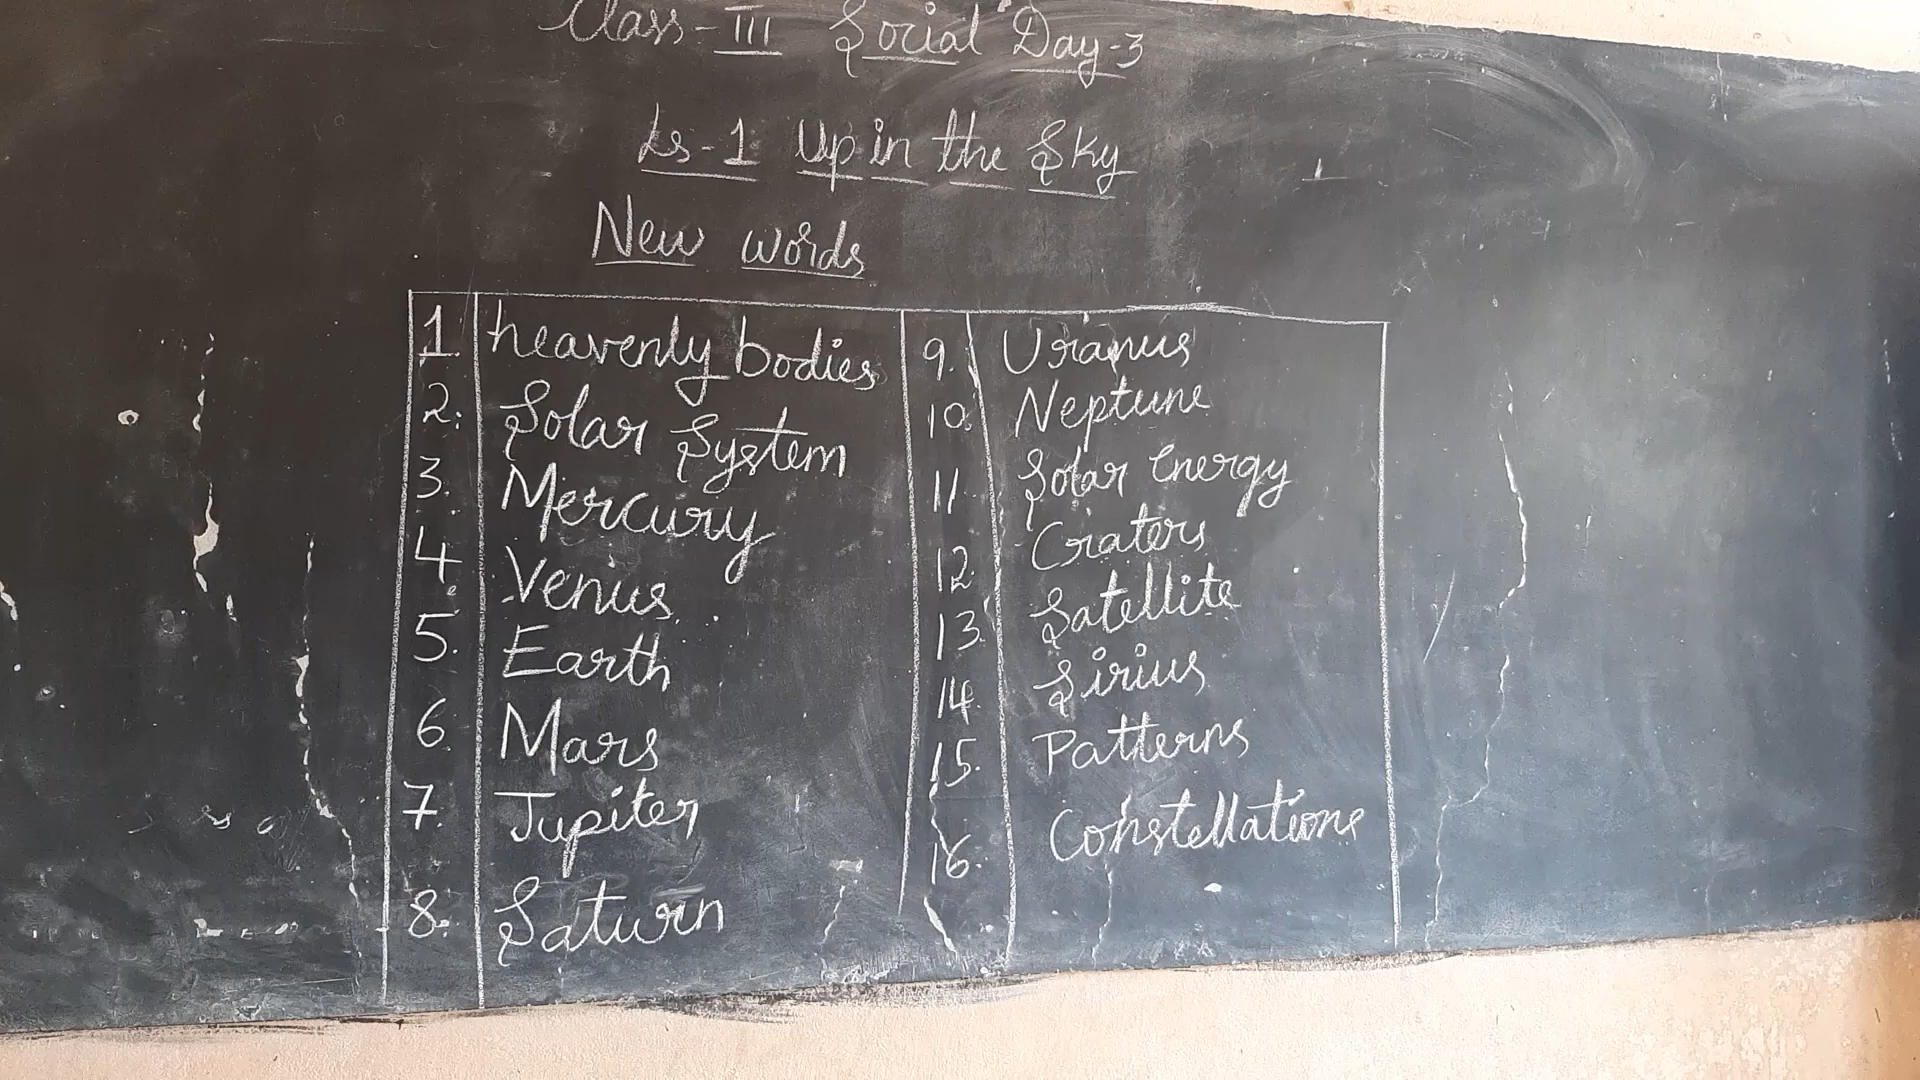 Class-III Social Day-3
Ls-1 Up in the Sky
New words
1. heavenly bodies
2. Solar System
3. Mercury
4. Venus
5. Earth
6. Mars
7. Jupiter
8. Saturn
9. Uranus
10. Neptune
11. Solar Energy
12. Craters
13. Satellite
14. Sirius
15. Patterns
16. Constellations